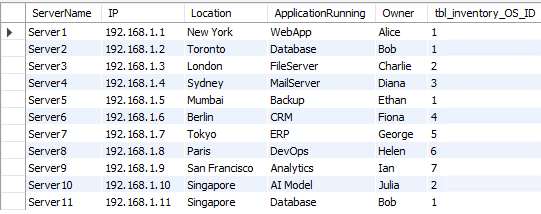 ServerName IP Location ApplicationRunning Owner tbl_inventory_OS_ID
Server1 192.168.1.1 New York WebApp Alice 1
Server2 192.168.1.2 Toronto Database Bob 1
Server3 192.168.1.3 London FileServer Charlie 2
Server4 192.168.1.4 Sydney MailServer Diana 3
Server5 192.168.1.5 Mumbai Backup Ethan 1
Server6 192.168.1.6 Berlin CRM Fiona 4
Server7 192.168.1.7 Tokyo ERP George 5
Server8 192.168.1.8 Paris DevOps Helen 6
Server9 192.168.1.9 San Francisco Analytics Ian 7
Server10 192.168.1.10 Singapore AI Model Julia 2
Server11 192.168.1.11 Singapore Database Bob 1